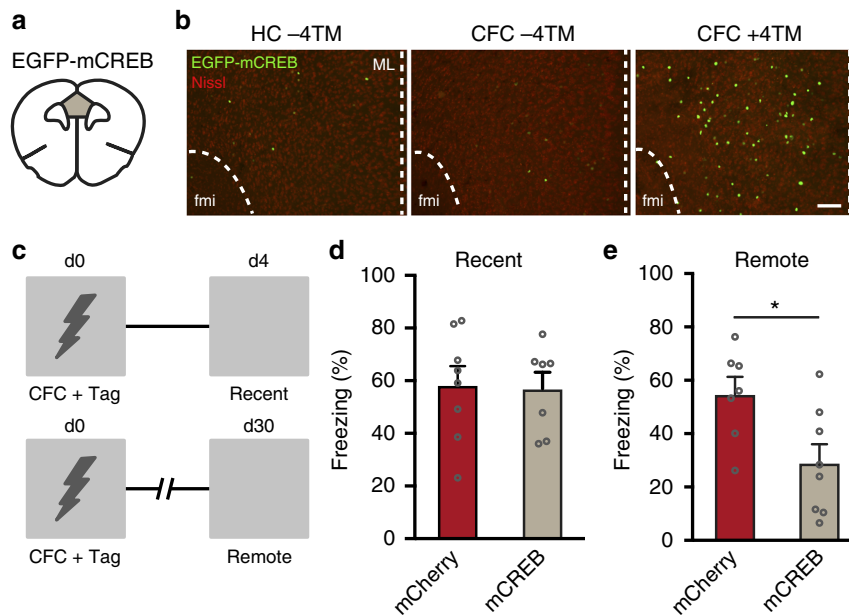 a
EGFP-mCREB
b
HC –4TM
CFC –4TM
CFC +4TM
EGFP-mCREB
Nissl
ML
fmi
fmi
c
d0
d4
CFC + Tag
Recent
d0
d30
CFC + Tag
Remote
d
Recent
Freezing (%)
100
80
60
40
20
0
mCherry
mCREB
e
Remote
*
Freezing (%)
100
80
60
40
20
0
mCherry
mCREB